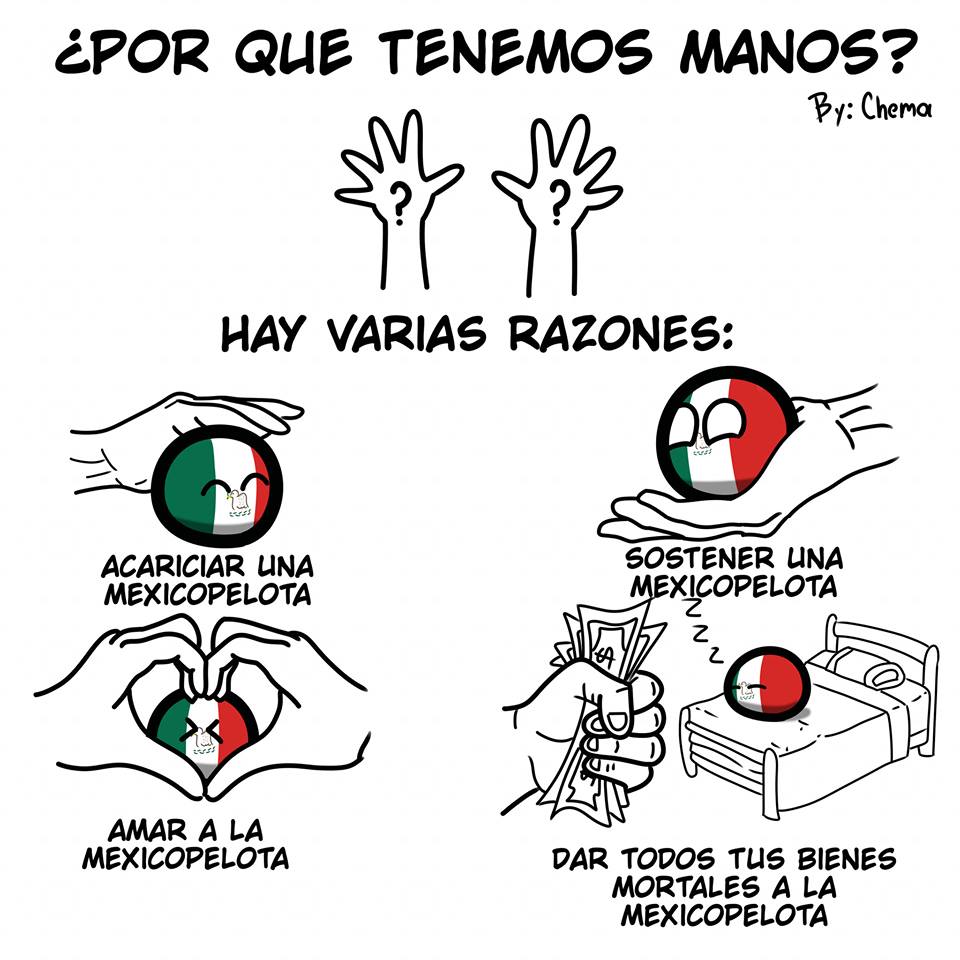 ¿POR QUE TENEMOS MANOS?
By: Chema
? ?
HAY VARIAS RAZONES:
ACARICIAR UNA
MEXICOPELOTA
SOSTENER UNA
MEXICOPELOTA
Z
Z
Z
$
AMAR A LA
MEXICOPELOTA
DAR TODOS TUS BIENES
MORTALES A LA
MEXICOPELOTA